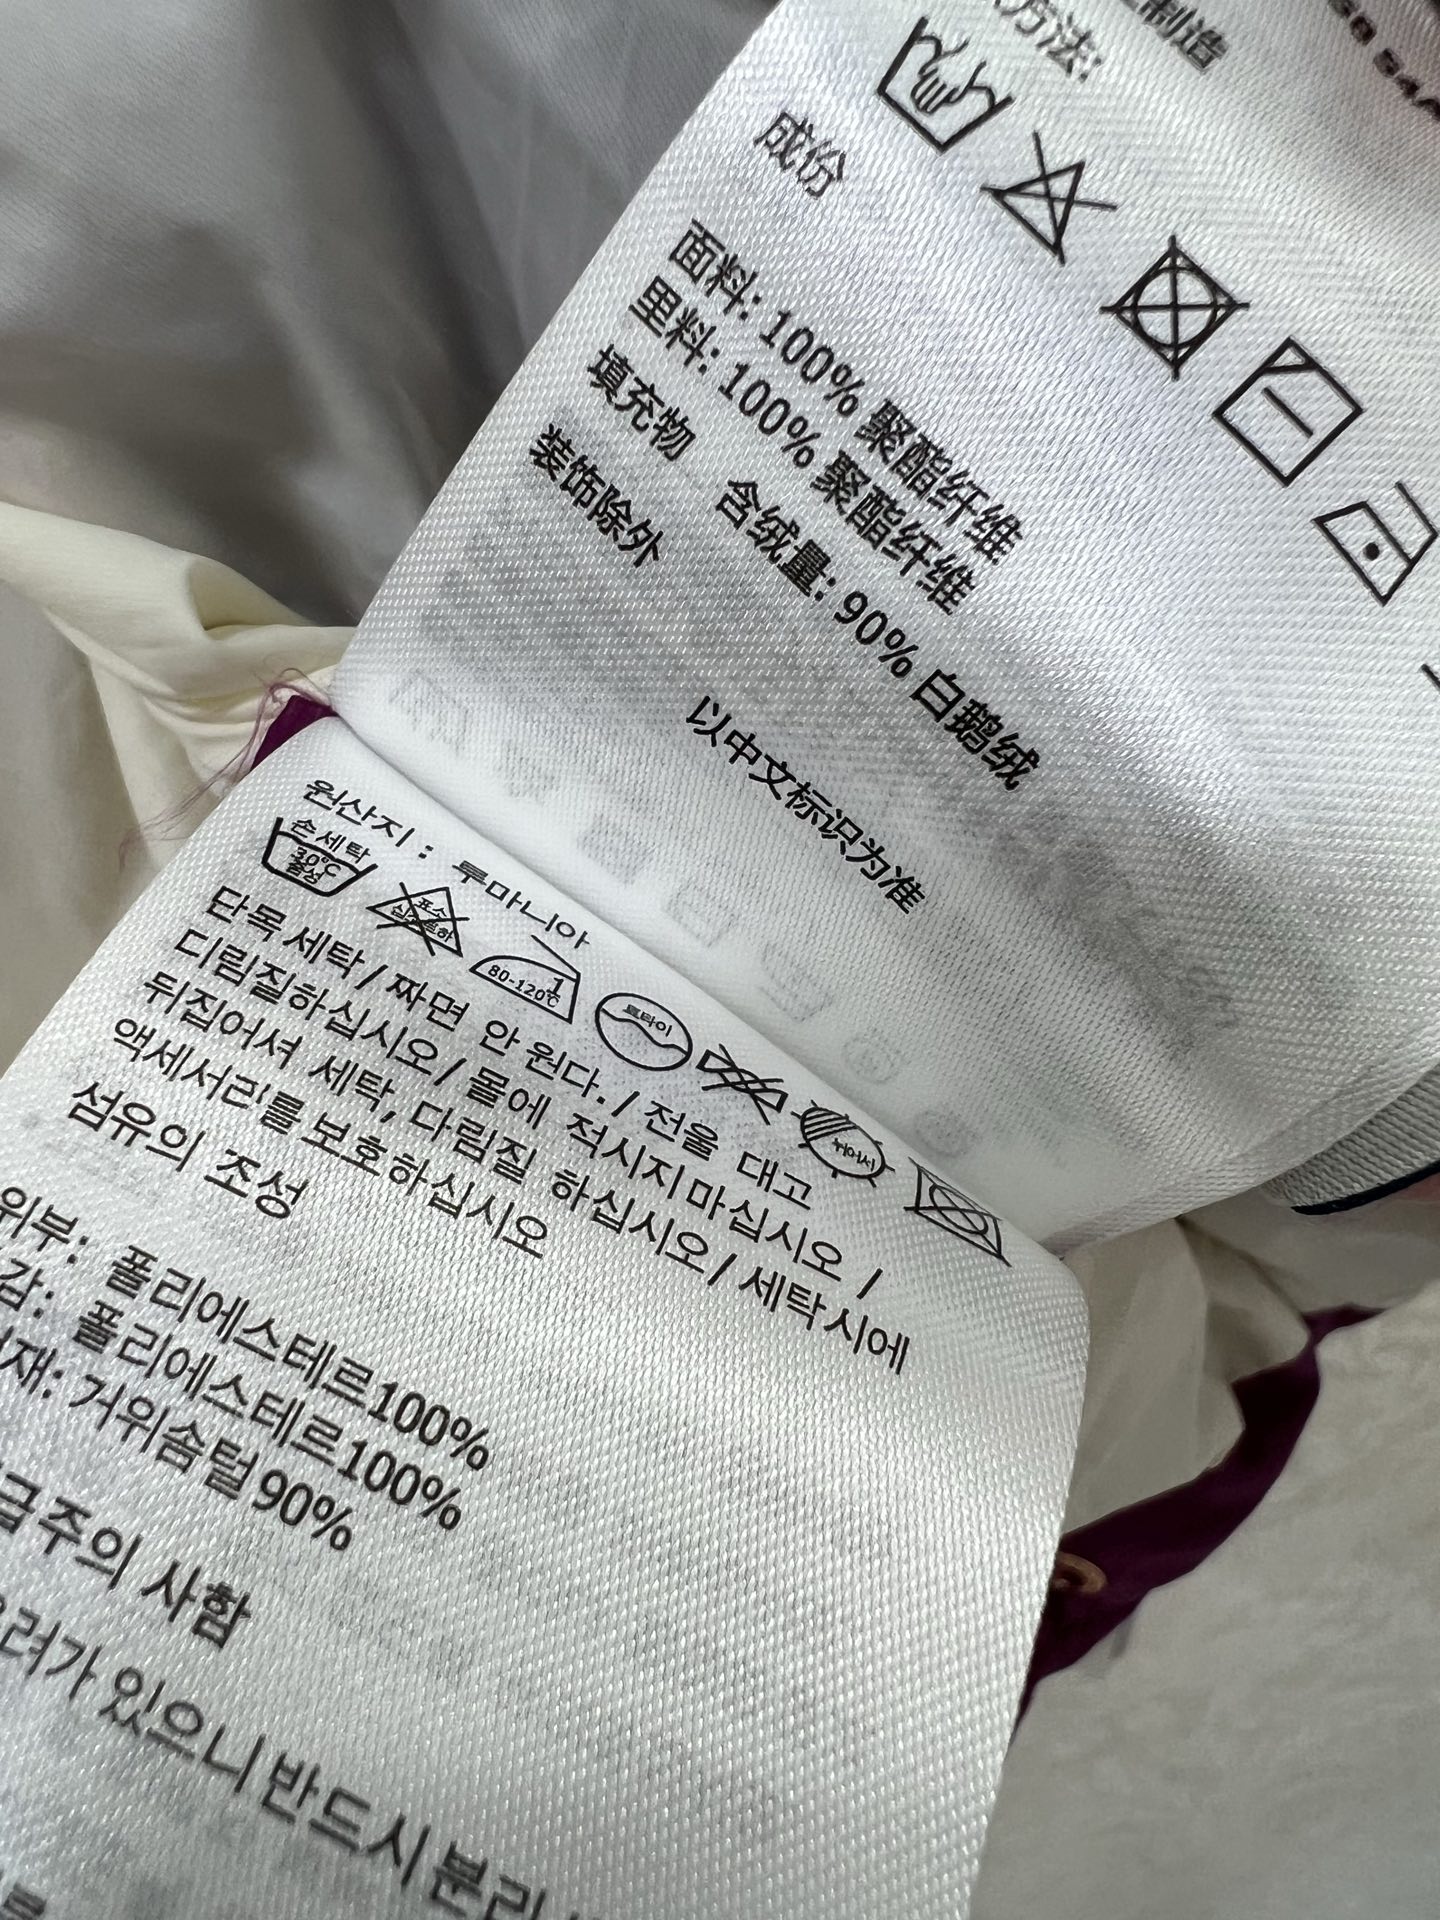 制造
方法:
成份
面料: 100% 聚酯纤维
里料: 100% 聚酯纤维
填充物 含绒量: 90% 白鹅绒
装饰除外
以中文标识为准
원산지 : 루마니아
손세탁
30℃
중성
80-120℃
1
단목 세탁/짜면 안 원다. / 전을 대고
디림질하십시오/ 몰에 적시지마십시오 /
뒤집어셔 세탁, 다림질 하십시오/ 세탁시에
액세서리를 보호하십시오
섬유의 조성
위부: 폴리에스테르100%
감: 폴리에스테르100%
재: 거위솜털90%
급주의 사함
려가 있으니반드시분리